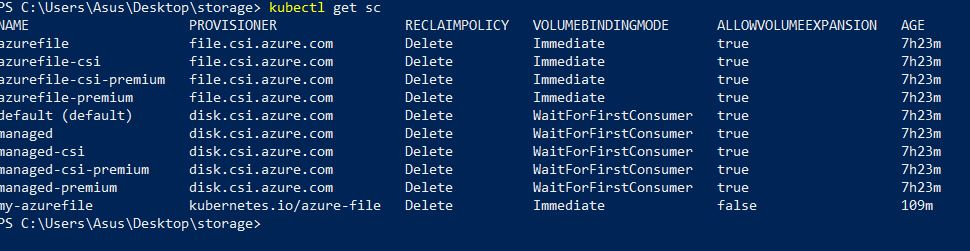 PS C:\Users\Asus\Desktop\storage> kubectl get sc
NAME PROVISIONER RECLAIMPOLICY VOLUMEBINDINGMODE ALLOWVOLUMEEXPANSION AGE
azurefile file.csi.azure.com Delete Immediate true 7h23m
azurefile-csi file.csi.azure.com Delete Immediate true 7h23m
azurefile-csi-premium file.csi.azure.com Delete Immediate true 7h23m
azurefile-premium file.csi.azure.com Delete Immediate true 7h23m
default (default) disk.csi.azure.com Delete WaitForFirstConsumer true 7h23m
managed disk.csi.azure.com Delete WaitForFirstConsumer true 7h23m
managed-csi disk.csi.azure.com Delete WaitForFirstConsumer true 7h23m
managed-csi-premium disk.csi.azure.com Delete WaitForFirstConsumer true 7h23m
managed-premium disk.csi.azure.com Delete WaitForFirstConsumer true 7h23m
my-azurefile kubernetes.io/azure-file Delete Immediate false 109m
PS C:\Users\Asus\Desktop\storage>